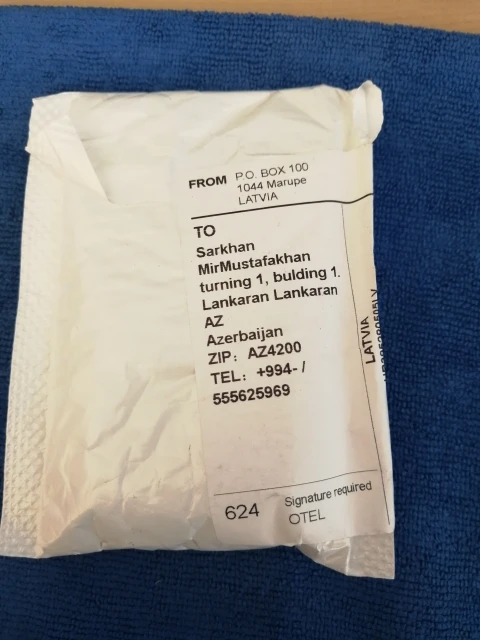 FROM P.O. BOX 100
1044 Marupe
LATViA
TO
Sarkhan
MirMustafakhan
turning 1, bulding 1.
Lankaran Lankaran
AZ
Azerbaijan
ZIP: AZ4200
TEL: +994- /
555625969
LATVIA
624 Signature required
OTEL